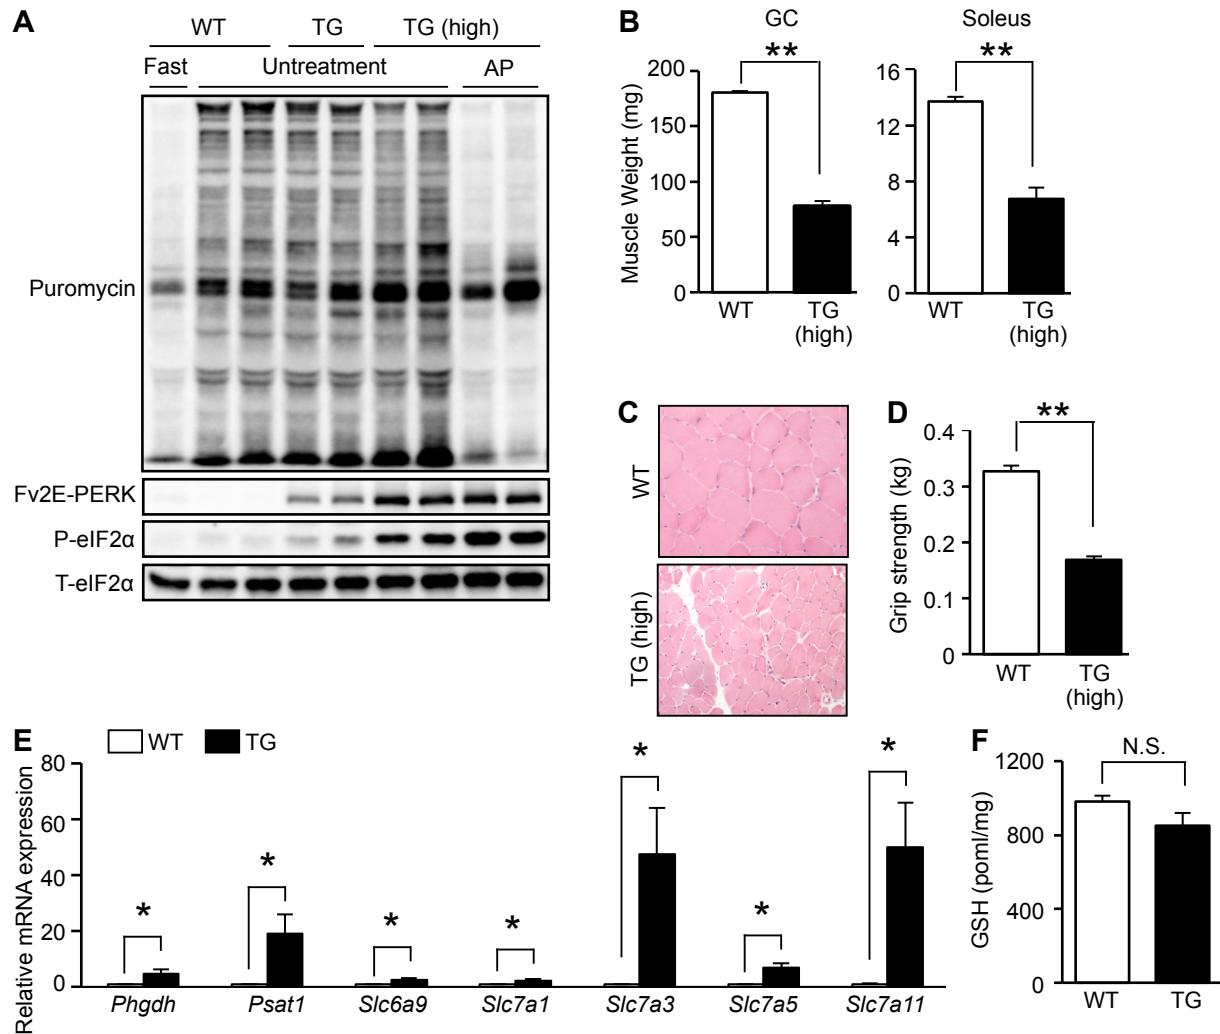 A
WT TG TG (high)
Fast Untreatment AP
Puromycin
Fv2E-PERK
P-eIF2α
T-eIF2α
B
GC Soleus
** **
Muscle Weight (mg)
200
150
100
50
0
WT TG
(high)
16
12
8
4
0
WT TG
(high)
C
WT
TG (high)
D
**
Grip strength (kg)
0.4
0.3
0.2
0.1
0
WT TG
(high)
E
WT TG
Relative mRNA expression
80
60
40
20
0
* * * * * * *
Phgdh Psat1 Slc6a9 Slc7a1 Slc7a3 Slc7a5 Slc7a11
F
N.S.
GSH (poml/mg)
1200
800
400
0
WT TG